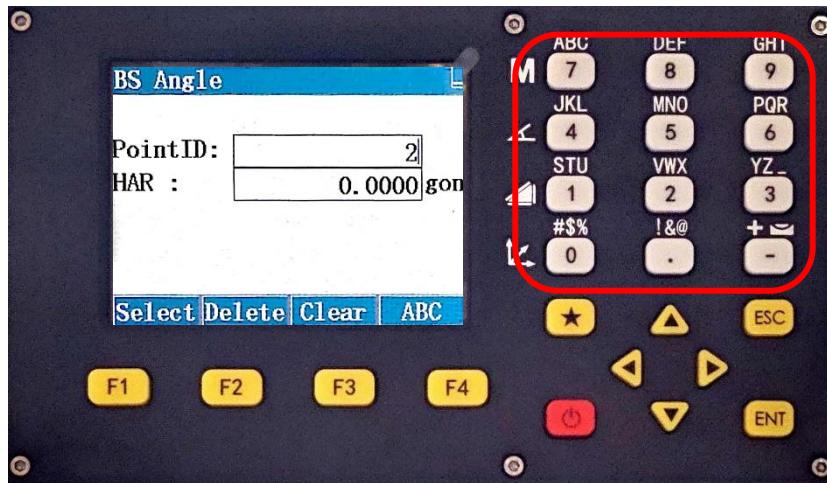 BS Angle
PointID: 2
HAR : 0.0000 gon
Select Delete Clear ABC
F1 F2 F3 F4
ABC DEF GHI
M 7 8 9
JKL MNO PQR
4 5 6
STU VWX YZ_
1 2 3
#$% !&@ +
0 . -
★ ESC
ENT